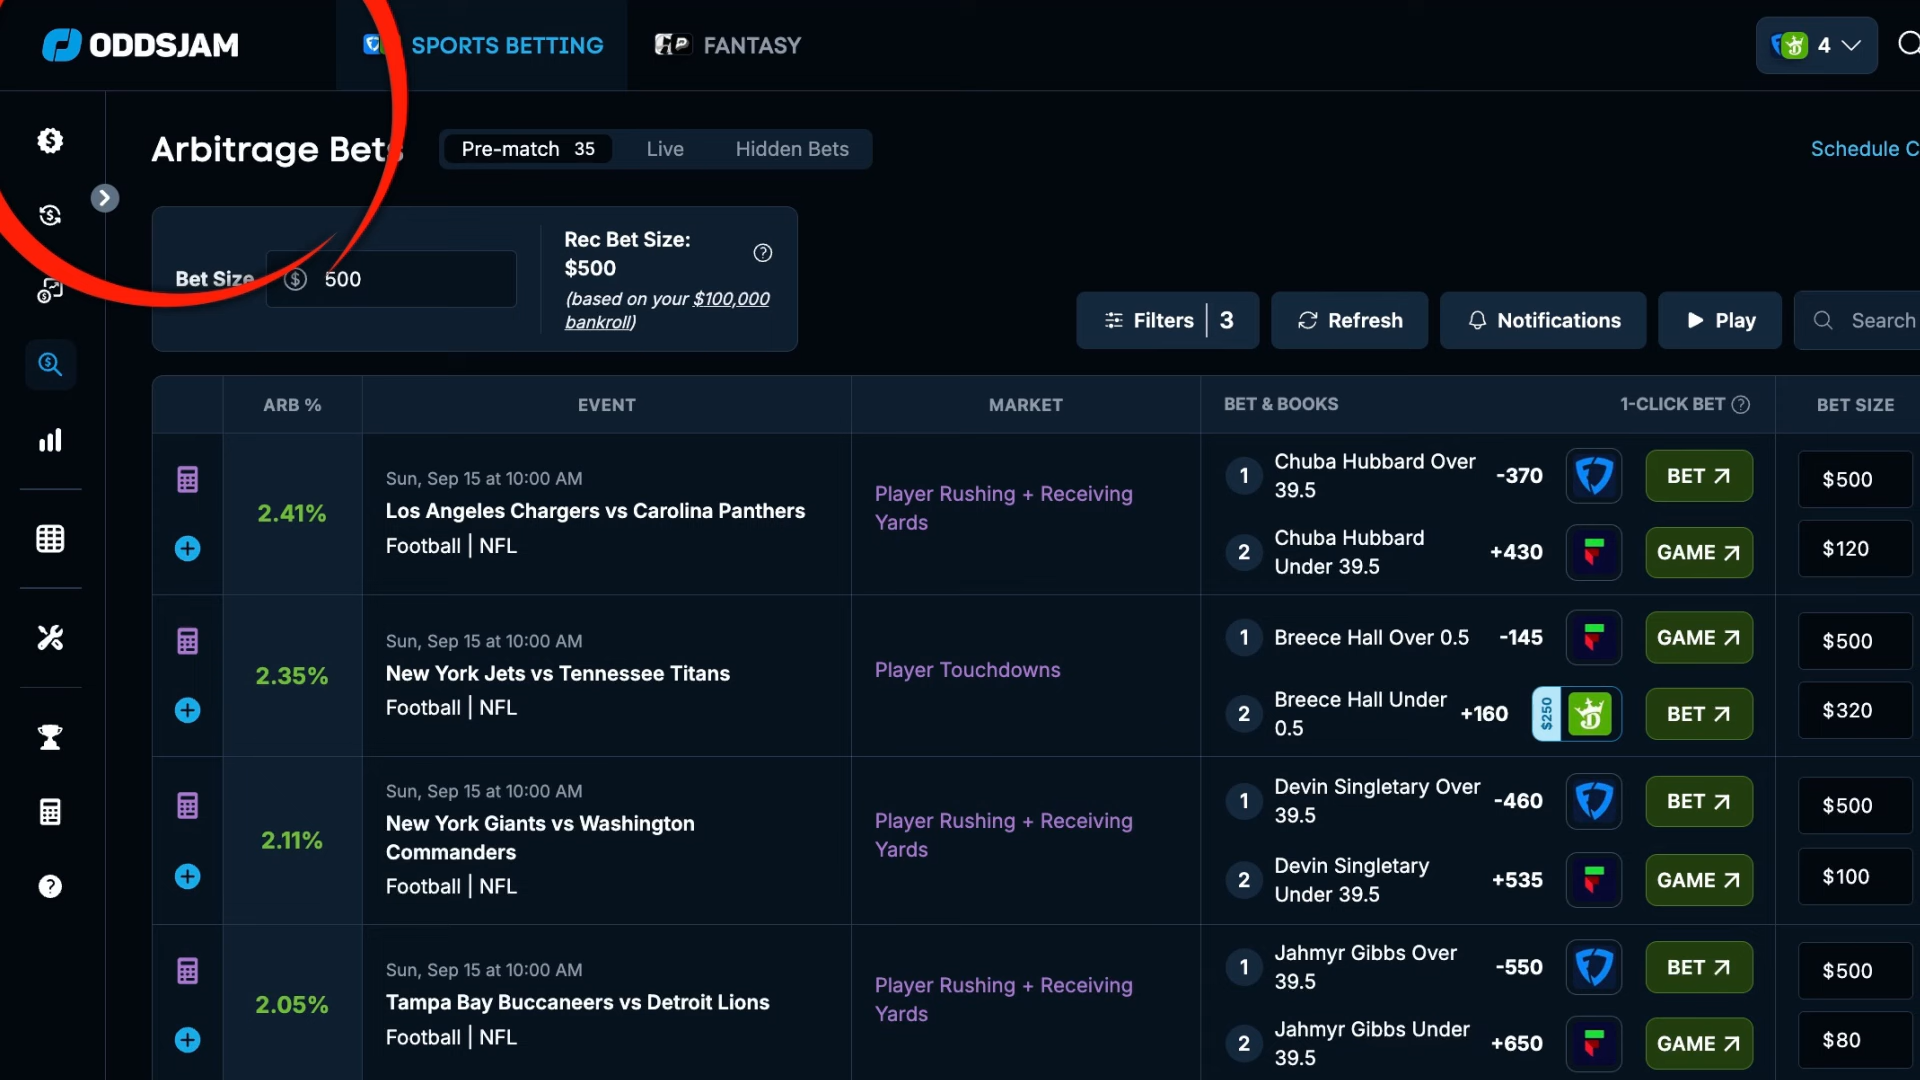 ODDSJAM
SPORTS BETTING
FANTASY
4
Arbitrage Bets
Pre-match 35
Live
Hidden Bets
Schedule C
Bet Size
$ 500
Rec Bet Size:
$500
(based on your $100,000
bankroll)
Filters | 3
Refresh
Notifications
Play
Search
ARB %
EVENT
MARKET
BET & BOOKS
1-CLICK BET
BET SIZE
2.41%
Sun, Sep 15 at 10:00 AM
Los Angeles Chargers vs Carolina Panthers
Football | NFL
Player Rushing + Receiving
Yards
1 Chuba Hubbard Over
39.5
-370
BET
$500
2 Chuba Hubbard
Under 39.5
+430
GAME
$120
2.35%
Sun, Sep 15 at 10:00 AM
New York Jets vs Tennessee Titans
Football | NFL
Player Touchdowns
1 Breece Hall Over 0.5
-145
GAME
$500
2 Breece Hall Under
0.5
+160
$250
BET
$320
2.11%
Sun, Sep 15 at 10:00 AM
New York Giants vs Washington
Commanders
Football | NFL
Player Rushing + Receiving
Yards
1 Devin Singletary Over
39.5
-460
BET
$500
2 Devin Singletary
Under 39.5
+535
GAME
$100
2.05%
Sun, Sep 15 at 10:00 AM
Tampa Bay Buccaneers vs Detroit Lions
Football | NFL
Player Rushing + Receiving
Yards
1 Jahmyr Gibbs Over
39.5
-550
BET
$500
2 Jahmyr Gibbs Under
39.5
+650
GAME
$80